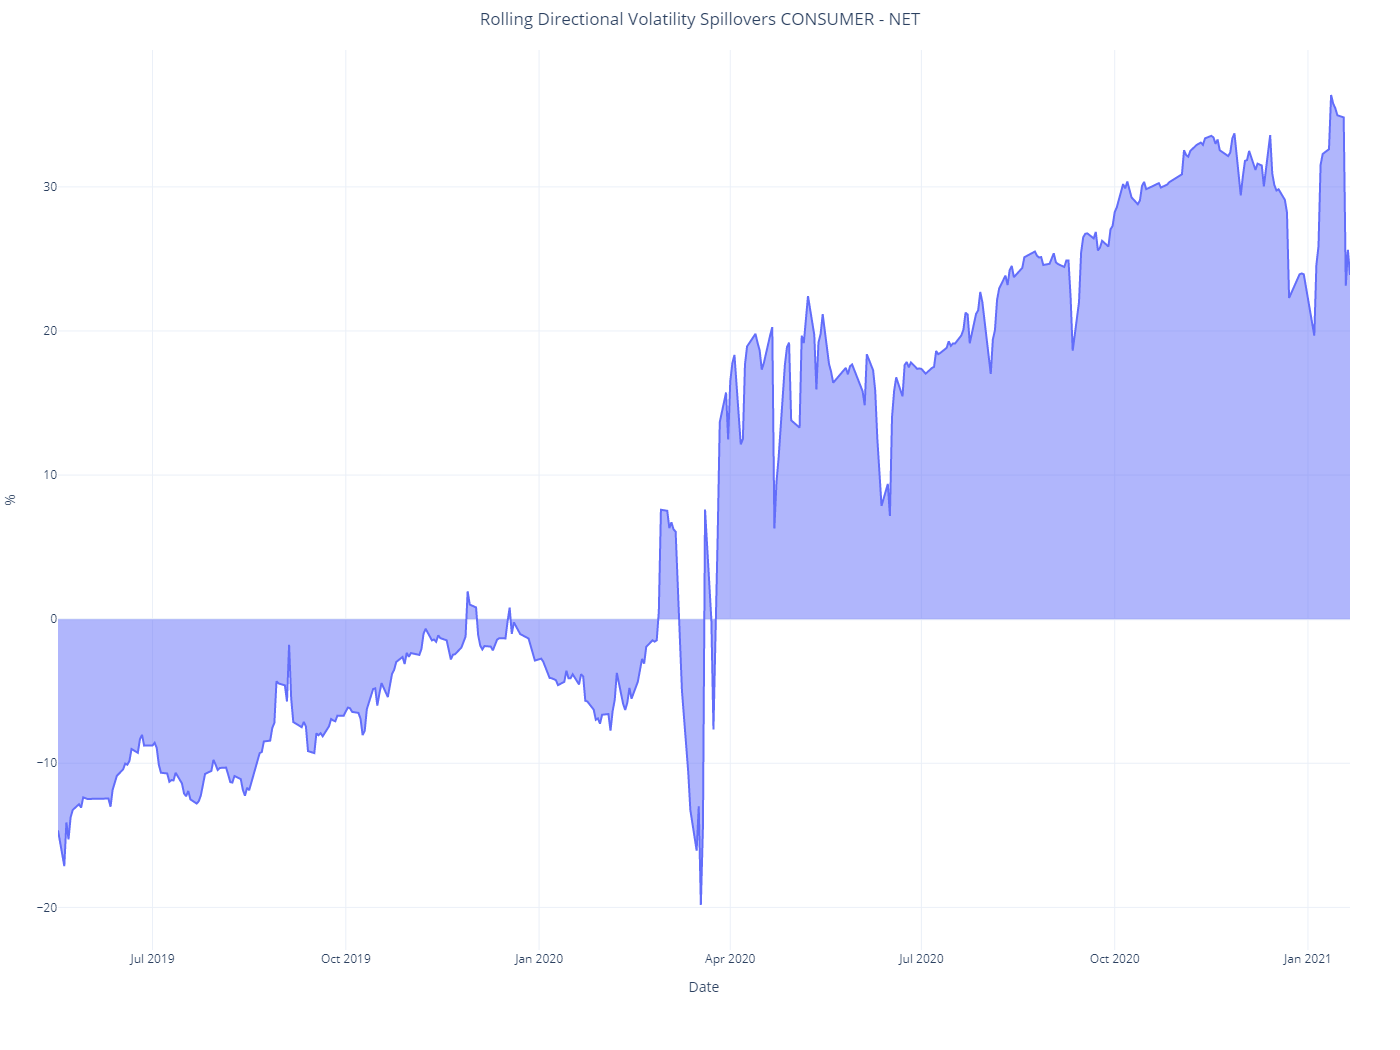 Rolling Directional Volatility Spillovers CONSUMER - NET
30
20
10
0
−10
−20
%
Jul 2019
Oct 2019
Jan 2020
Apr 2020
Jul 2020
Oct 2020
Jan 2021
Date